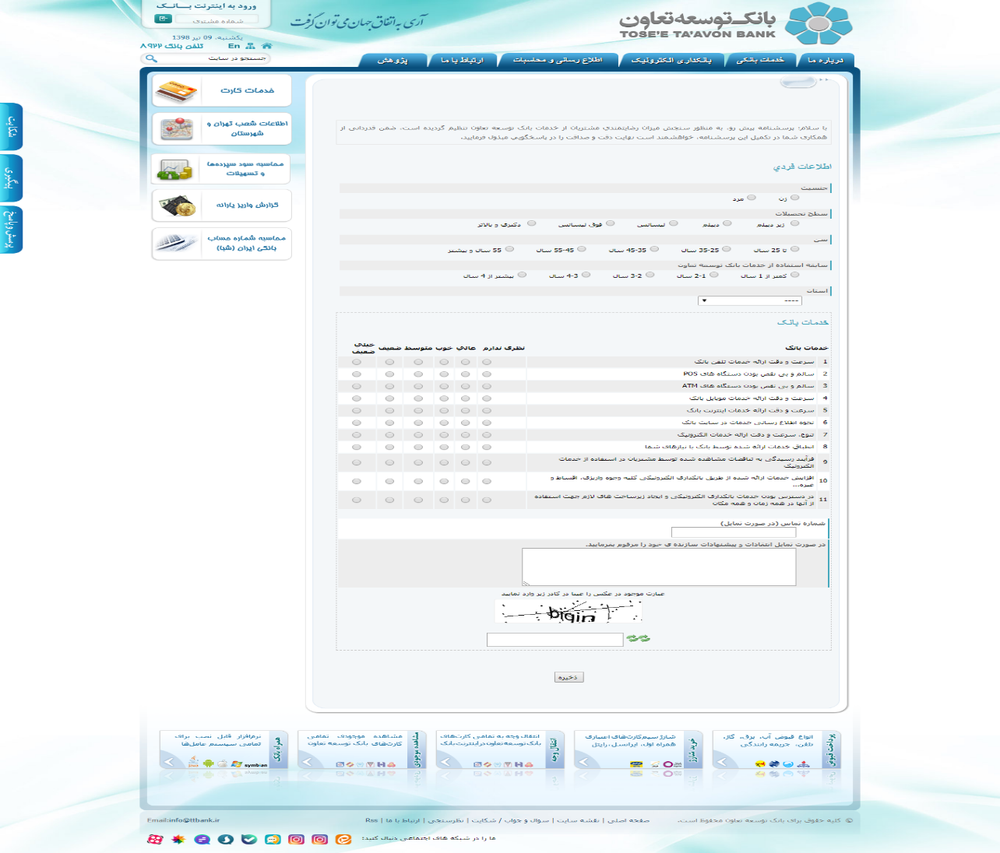 ورود به اینترنت بـــانــک
شماره مشتری
آری به اتفاق جهان می توان گرفت
بانک توسعه تعاون
TOSE'E TA'AVON BANK
یکشنبه، 09 تیر 1398
En
تلفن بانک ۸۹۲۲
جستجو در سایت
درباره ما
خدمات بانکی
بانکداری الکترونیک
اطلاع رسانی و محاسبات
ارتباط با ما
پژوهش
خدمات کارت
اطلاعات شعب تهران و
شهرستان
محاسبه سود سپرده‌ها
و تسهیلات
گزارش واریز یارانه
محاسبه شماره حساب
بانکی ایران (شبا)
شکایت
پیگیری
پرسش و پاسخ
با سلام؛ پرسشنامه پیش رو، به منظور سنجش میزان رضایتمندي مشتریان از خدمات بانک توسعه تعاون تنظیم گردیده است، ضمن قدردانی از
همکاری شما در تکمیل این پرسشنامه، خواهشمند است نهایت دقت و صداقت را در پاسخگویي مبذول فرمایید.
اطلاعات فردي
جنسیت
زن
مرد
سطح تحصیلات
زیر دیپلم
دیپلم
لیسانس
فوق لیسانس
دکتری و بالاتر
سن
تا 25 سال
25-35 سال
35-45 سال
45-55 سال
55 سال و بیشتر
سابقه استفاده از خدمات بانک توسعه تعاون
کمتر از 1 سال
1-2 سال
2-3 سال
3-4 سال
بیشتر از 4 سال
استان
----
خدمات بانک
خدمات بانک نظری ندارم عالي خوب متوسط ضعیف خیلي ضعیف
1 سرعت و دقت ارائه خدمات تلفن بانک
2 سالم و بی نقص بودن دستگاه های POS
3 سالم و بی نقص بودن دستگاه های ATM
4 سرعت و دقت ارائه خدمات موبایل بانک
5 سرعت و دقت ارائه خدمات اینترنت بانک
6 نحوه اطلاع رسانی خدمات در سایت بانک
7 تنوع، سرعت و دقت ارائه خدمات الکترونیک
8 انطباق خدمات ارائه شده توسط بانک با نیازهای شما
9 فرآیند رسیدگی به تناقضات مشاهده شده توسط مشتریان در استفاده از خدمات
الکترونیک
10 افزایش خدمات ارائه شده از طریق بانکداری الکترونیکی کلیه وجوه واریزی، اقساط و
غیره...
11 در دسترس بودن خدمات بانکداری الکترونیکی و ایجاد زیرساخت های لازم جهت استفاده
از آنها در همه زمان و همه مکان
شماره تماس (در صورت تمایل)
در صورت تمایل انتقادات و پیشنهادات سازنده ی خود را مرقوم بفرمایید.
عبارت موجود در عکس را عینا در کادر زیر وارد نمایید
ذخیره
پرداخت قبوض
انواع قبوض آب، برق، گاز،
تلفن، جریمه رانندگی
خرید شارژ
شارژ سیم کارت‌های اعتباری
همراه اول، ایرانسل، رایتل
انتقال وجه
انتقال وجه به تمامی کارت‌های
بانک توسعه تعاون در اینترنت بانک
مشاهده موجودی
مشاهده موجودی تمامی
کارت‌های بانک توسعه تعاون
همراه بانک
نرم‌افزار قابل نصب برای
تمامی سیستم عامل‌ها
symbian
© کلیه حقوق برای بانک توسعه تعاون محفوظ است.
صفحه اصلی | نقشه سایت | سوال و جواب / شکایت | نظرسنجی | ارتباط با ما | Rss
Email:info@ttbank.ir
ما را در شبکه های اجتماعی دنبال کنید: